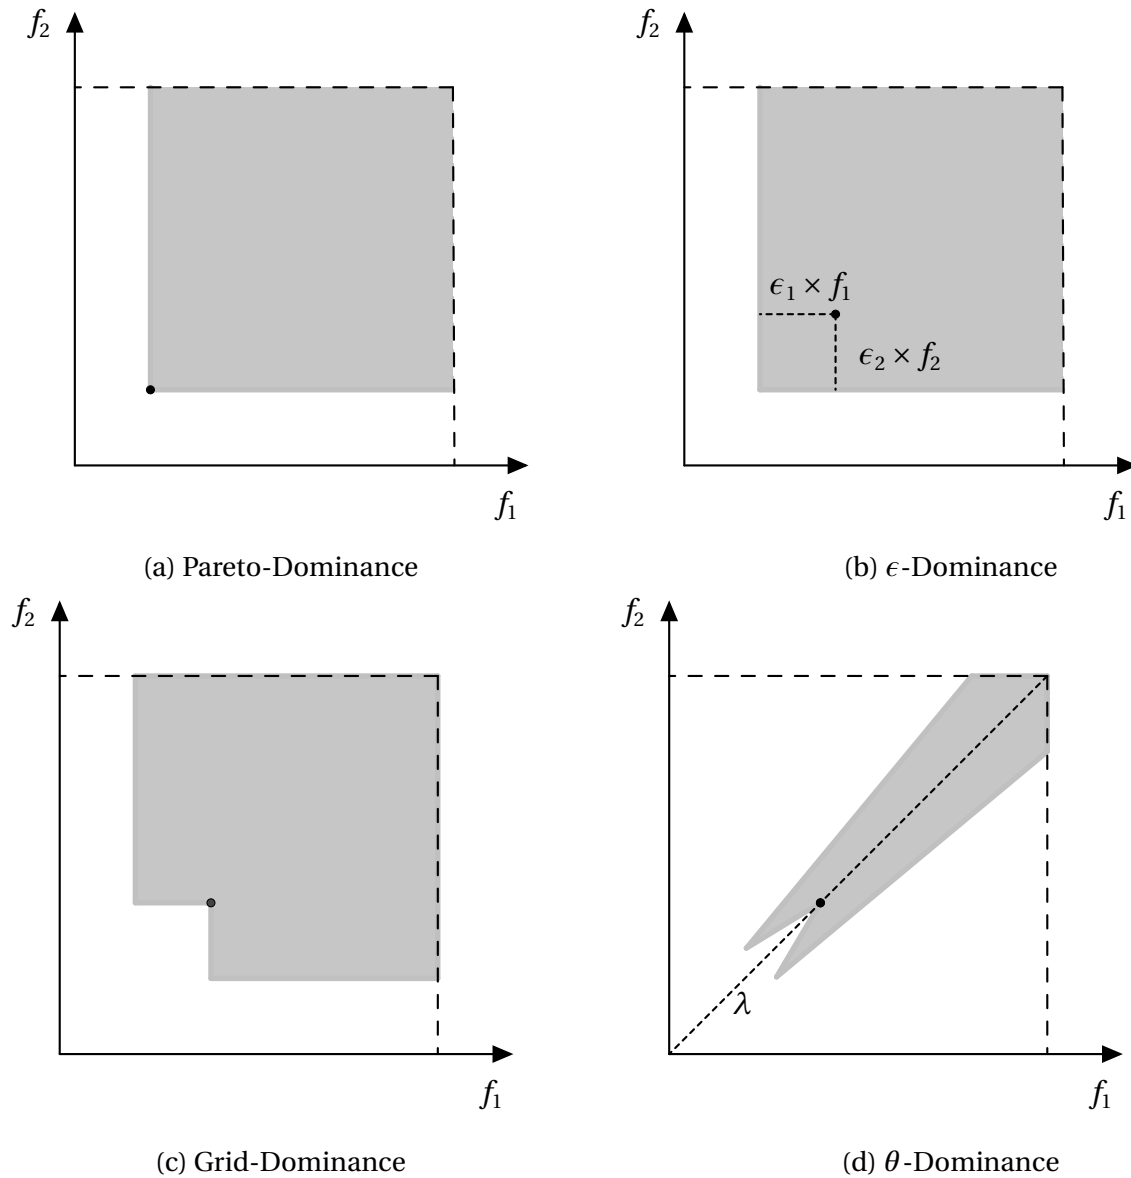 f₂
f₂
ϵ₁ × f₁
ϵ₂ × f₂
f₁
f₁
(a) Pareto-Dominance
(b) ϵ-Dominance
f₂
f₂
λ
f₁
f₁
(c) Grid-Dominance
(d) θ-Dominance